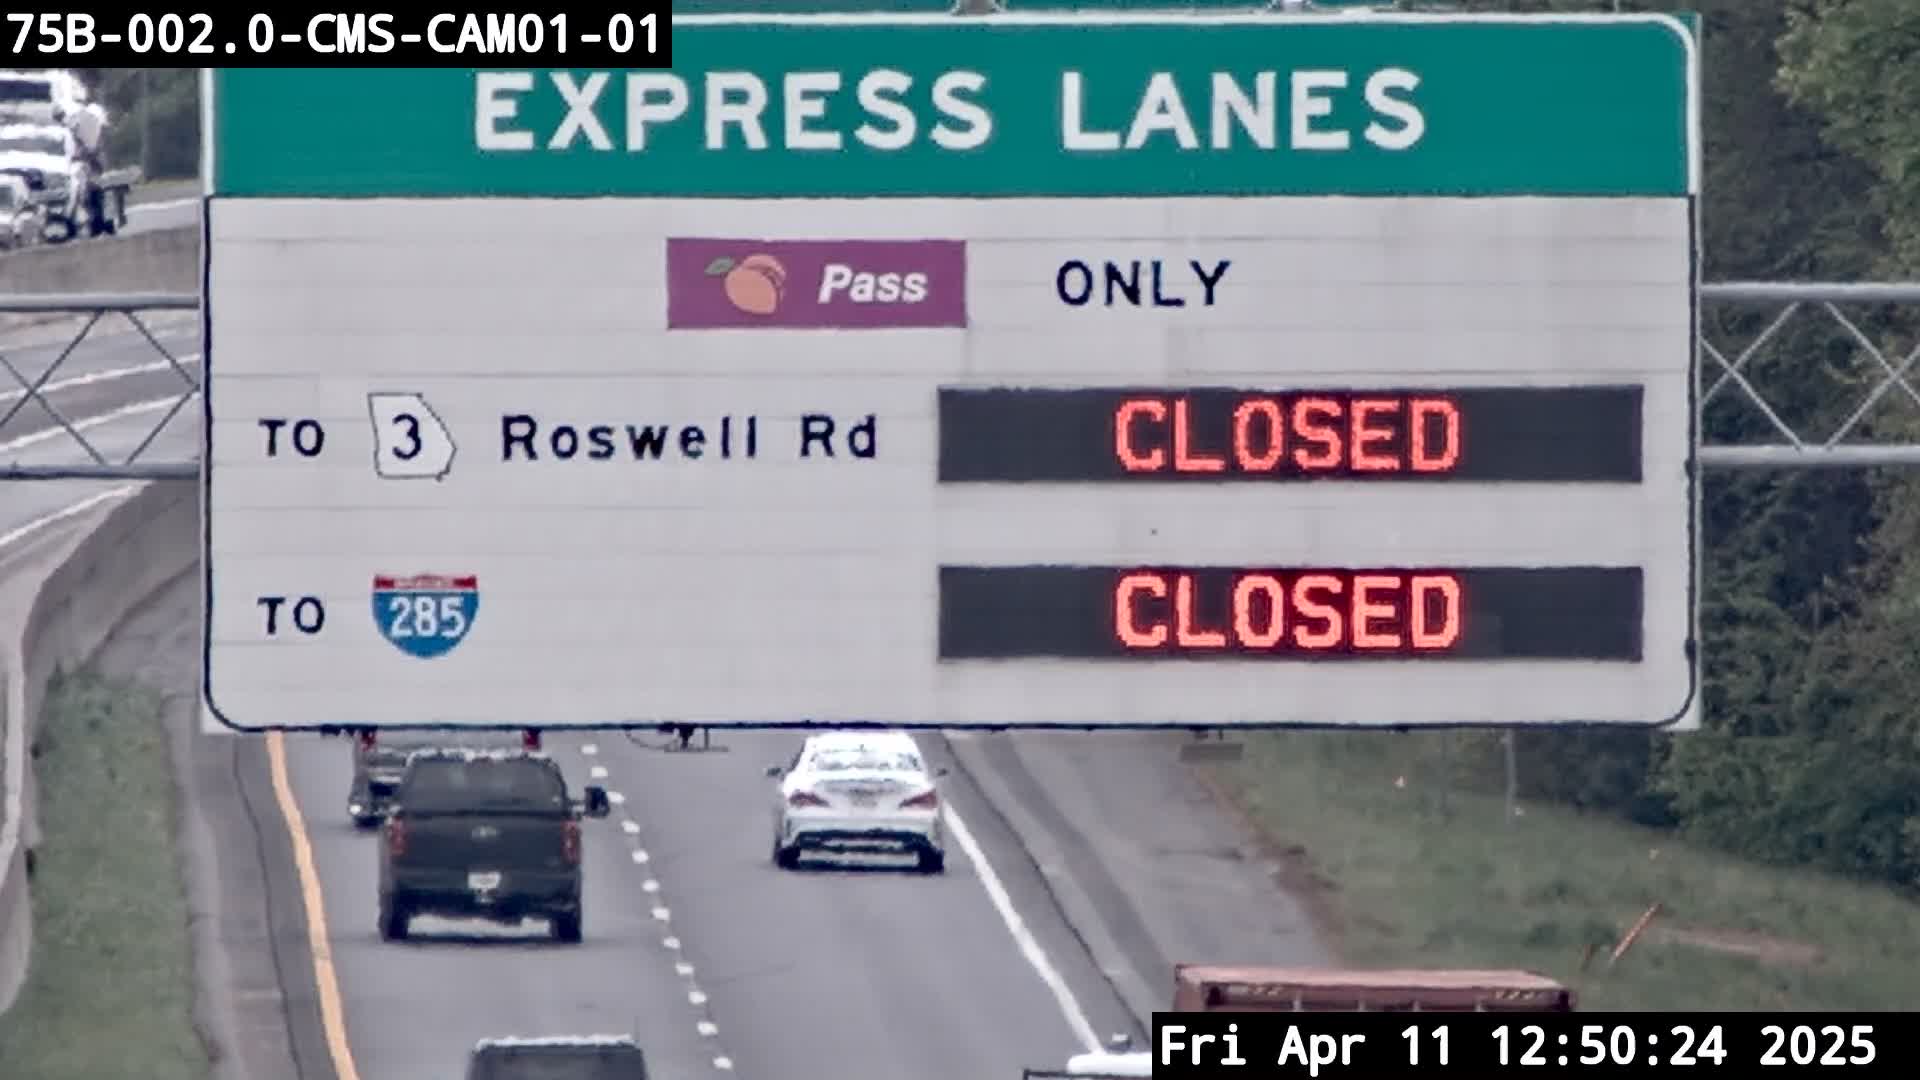 75B-002.0-CMS-CAM01-01
EXPRESS LANES
Pass ONLY
TO 3 Roswell Rd CLOSED
TO 285 CLOSED
Fri Apr 11 12:50:24 2025